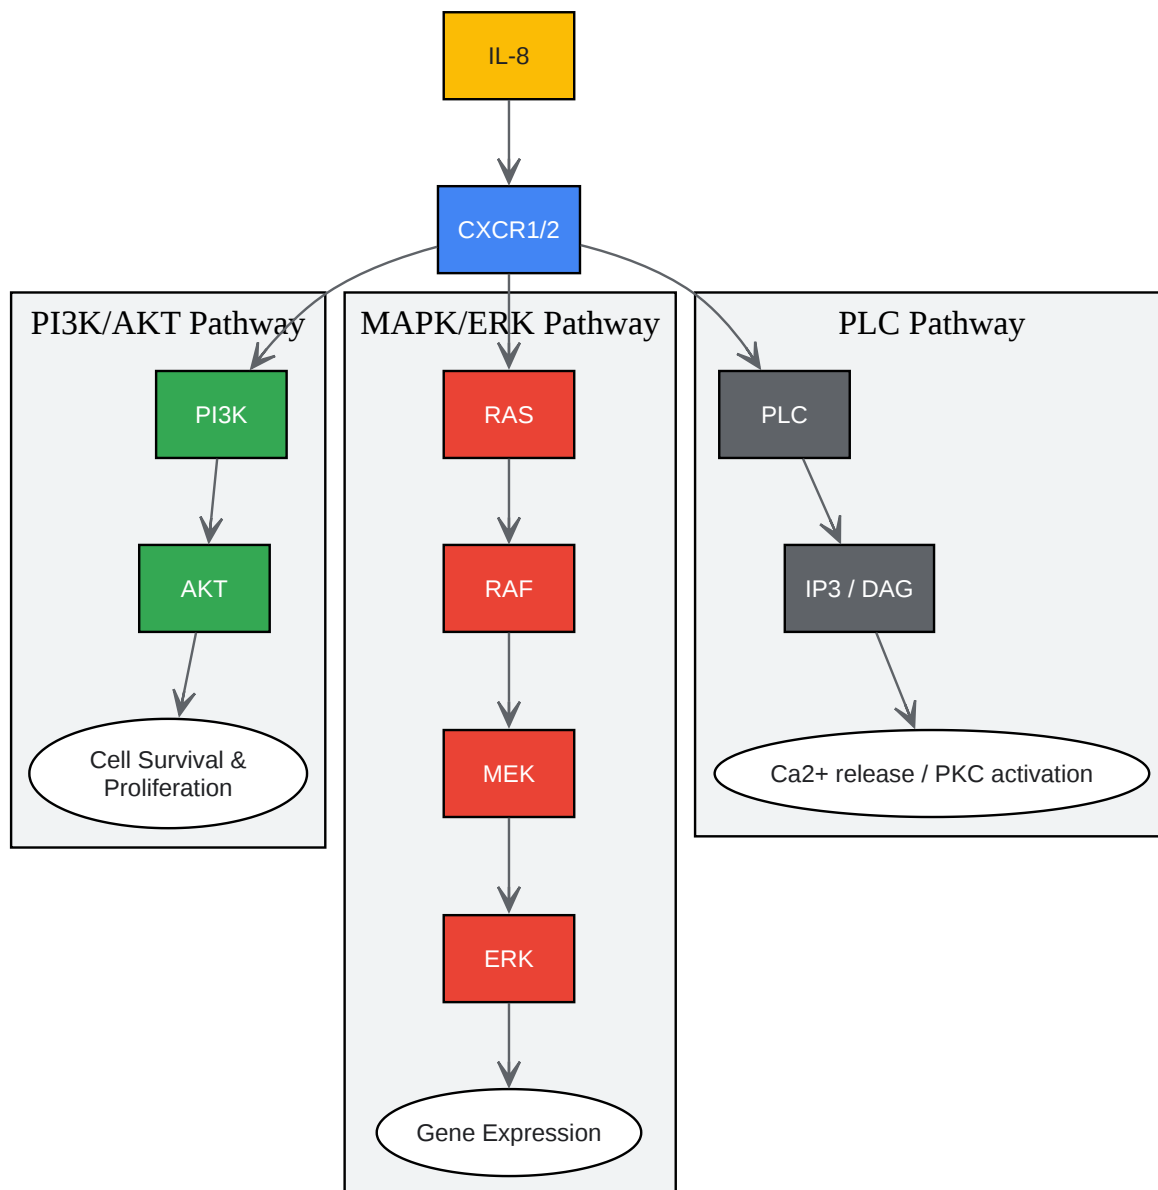 IL-8
CXCR1/2
PI3K/AKT Pathway
MAPK/ERK Pathway
PLC Pathway
PI3K
RAS
PLC
AKT
RAF
IP3 / DAG
Cell Survival &
Proliferation
MEK
Ca2+ release / PKC activation
ERK
Gene Expression